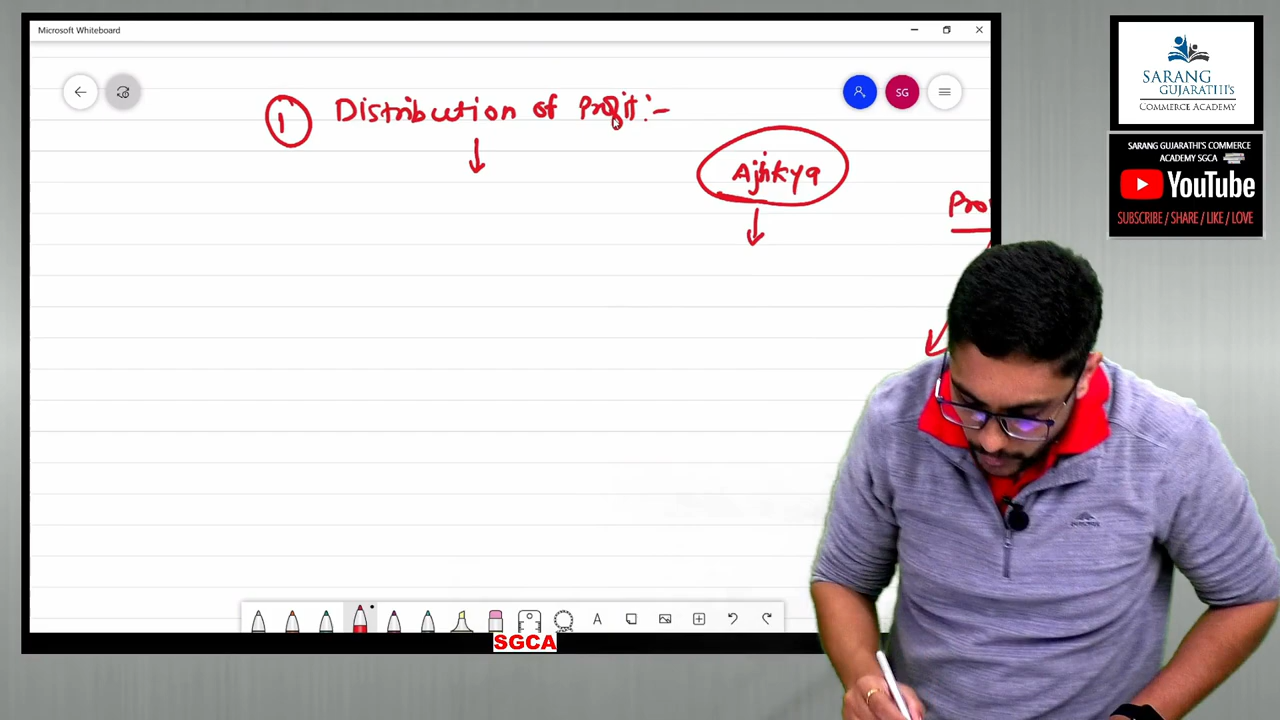 Microsoft Whiteboard
1 Distribution of Profit:-
SG
Ajhkya
Pro
SARANG
GUJARATHI'S
COMMERCE ACADEMY
SARANG GUJARATHI'S COMMERCE
ACADEMY SGCA
YouTube
SUBSCRIBE / SHARE / LIKE / LOVE
A
SGCA